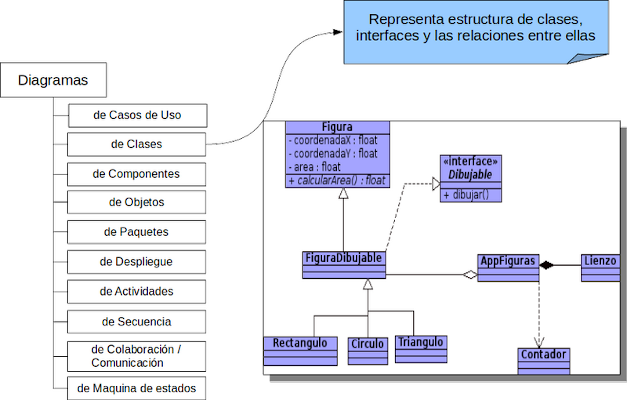 Representa estructura de clases,
interfaces y las relaciones entre ellas
Diagramas
de Casos de Uso
de Clases
de Componentes
de Objetos
de Paquetes
de Despliegue
de Actividades
de Secuencia
de Colaboración /
Comunicación
de Maquina de estados
Figura
- coordenadaX : float
- coordenadaY : float
- area : float
+ calcularArea() : float
«interface»
Dibujable
+ dibujar()
FiguraDibujable
AppFiguras
Lienzo
Rectangulo
Circulo
Triangulo
Contador